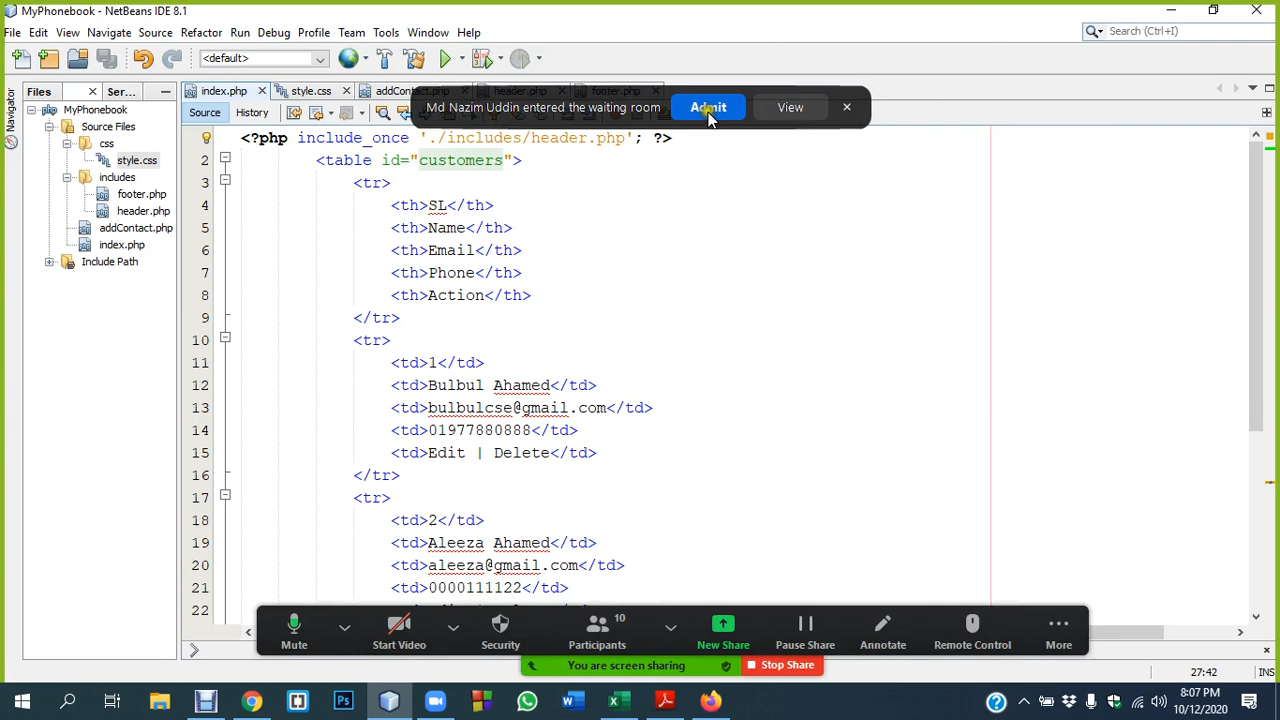 MyPhonebook - NetBeans IDE 8.1
File Edit View Navigate Source Refactor Run Debug Profile Team Tools Window Help
Search (Ctrl+I)
<default>
Files
Ser...
index.php
style.css
addContact.php
header.php
footer.php
Navigator
Source
History
Md Nazim Uddin entered the waiting room
Admit
View
MyPhonebook
Source Files
css
style.css
includes
footer.php
header.php
addContact.php
index.php
Include Path
<?php include_once './includes/header.php'; ?>
2 <table id="customers">
3 <tr>
4 <th>SL</th>
5 <th>Name</th>
6 <th>Email</th>
7 <th>Phone</th>
8 <th>Action</th>
9 </tr>
10 <tr>
11 <td>1</td>
12 <td>Bulbul Ahamed</td>
13 <td>bulbulcse@gmail.com</td>
14 <td>01977880888</td>
15 <td>Edit | Delete</td>
16 </tr>
17 <tr>
18 <td>2</td>
19 <td>Aleeza Ahamed</td>
20 <td>aleeza@gmail.com</td>
21 <td>0000111122</td>
22
Mute
Start Video
Security
Participants 10
New Share
Pause Share
Annotate
Remote Control
More
You are screen sharing
Stop Share
27:42
INS
Ps
8:07 PM
10/12/2020